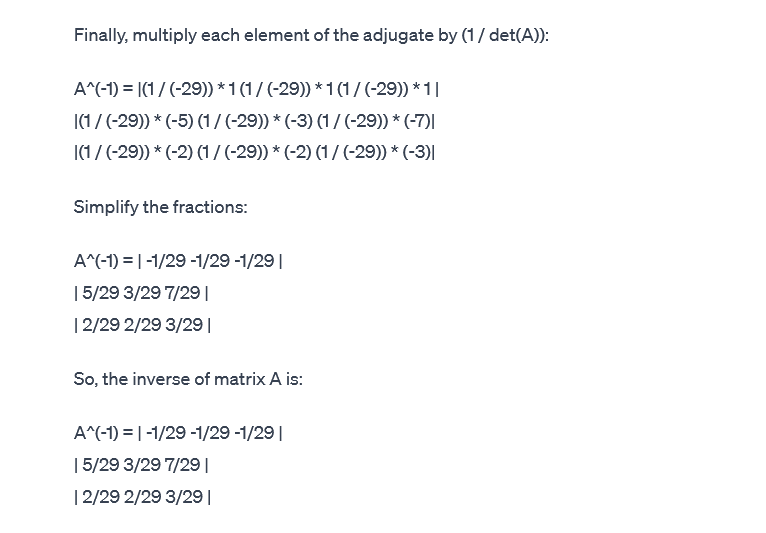 Finally, multiply each element of the adjugate by (1 / det(A)):
A^(-1) = |(1 / (-29)) * 1 (1 / (-29)) * 1 (1 / (-29)) * 1 |
|(1 / (-29)) * (-5) (1 / (-29)) * (-3) (1 / (-29)) * (-7)|
|(1 / (-29)) * (-2) (1 / (-29)) * (-2) (1 / (-29)) * (-3)|
Simplify the fractions:
A^(-1) = | -1/29 -1/29 -1/29 |
| 5/29 3/29 7/29 |
| 2/29 2/29 3/29 |
So, the inverse of matrix A is:
A^(-1) = | -1/29 -1/29 -1/29 |
| 5/29 3/29 7/29 |
| 2/29 2/29 3/29 |